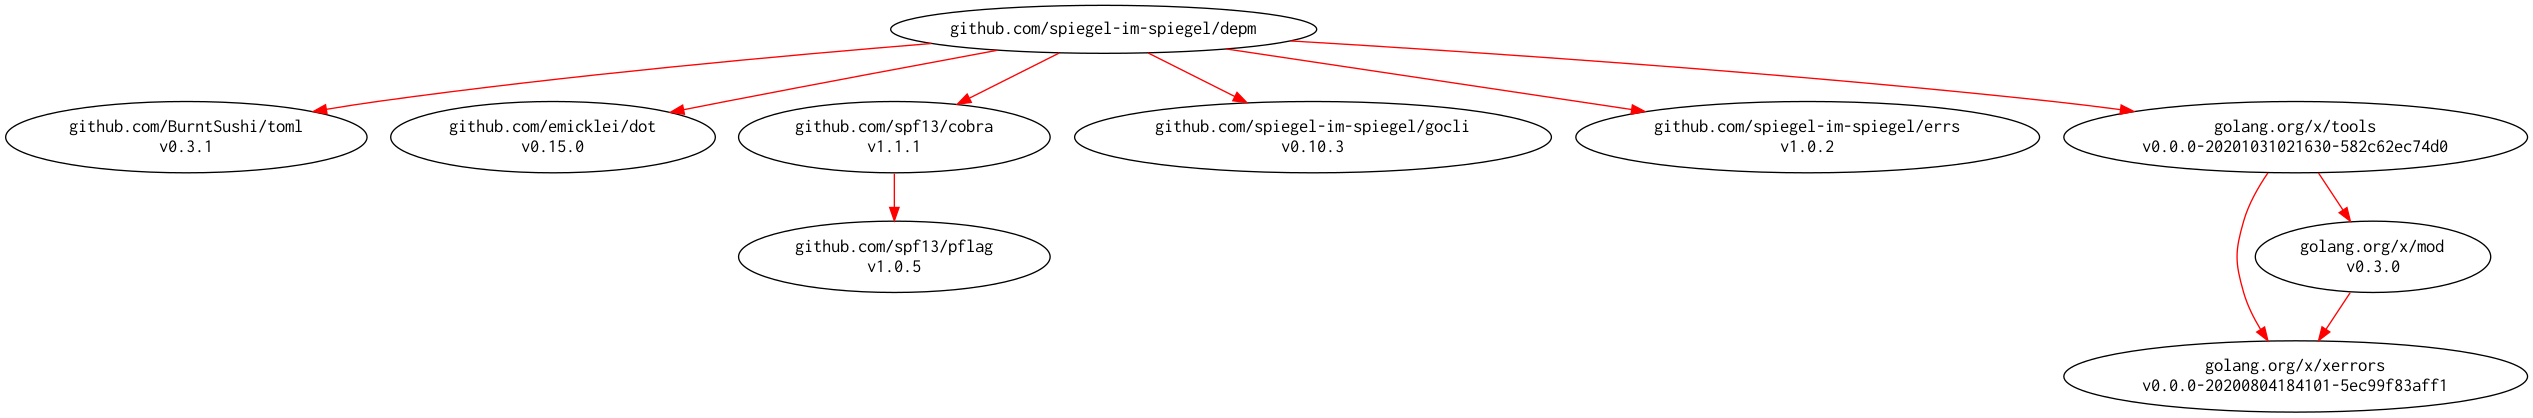 github.com/spiegel-im-spiegel/depm
github.com/BurntSushi/toml
v0.3.1
github.com/emicklei/dot
v0.15.0
github.com/spf13/cobra
v1.1.1
github.com/spiegel-im-spiegel/gocli
v0.10.3
github.com/spiegel-im-spiegel/errs
v1.0.2
golang.org/x/tools
v0.0.0-20201031021630-582c62ec74d0
github.com/spf13/pflag
v1.0.5
golang.org/x/mod
v0.3.0
golang.org/x/xerrors
v0.0.0-20200804184101-5ec99f83aff1